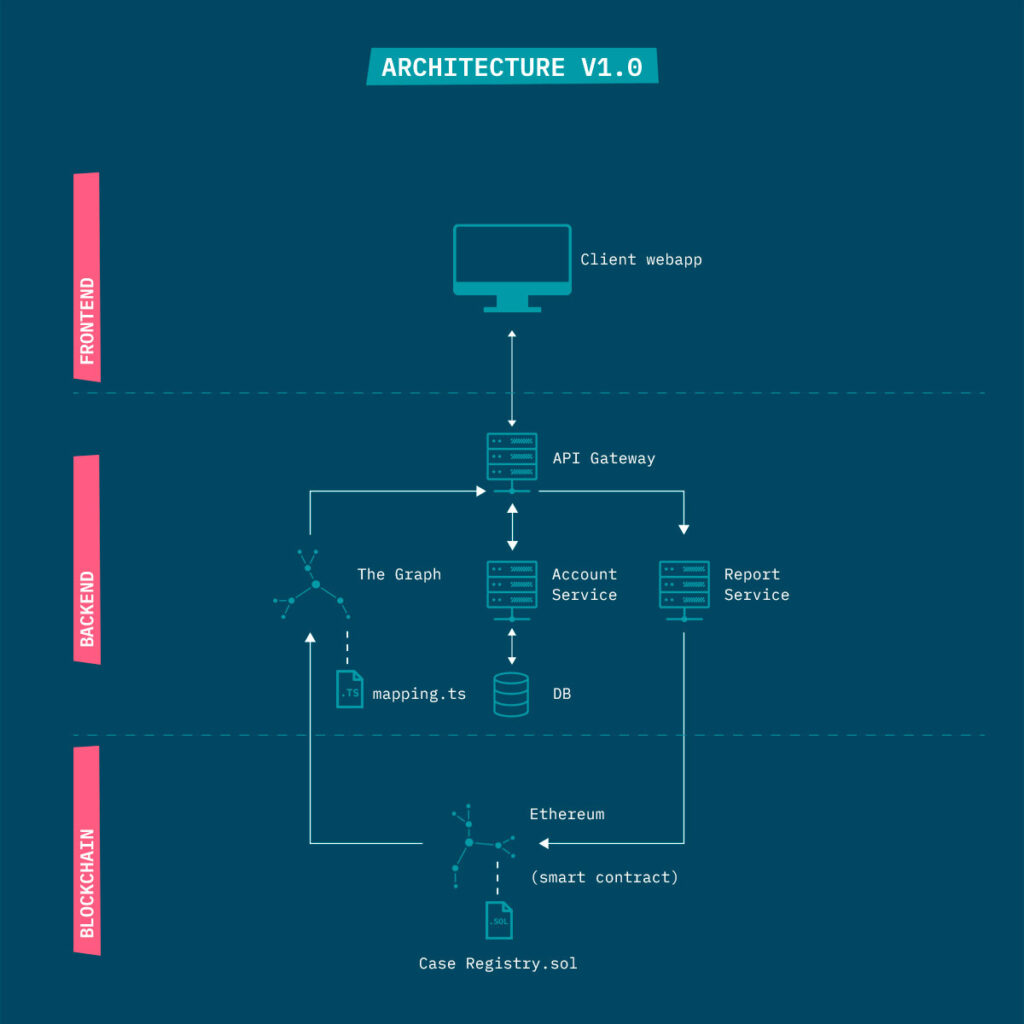 ARCHITECTURE V1.0
FRONTEND
Client webapp
BACKEND
API Gateway
The Graph
Account
Service
Report
Service
.TS
mapping.ts
DB
BLOCKCHAIN
Ethereum
(smart contract)
.SOL
Case Registry.sol